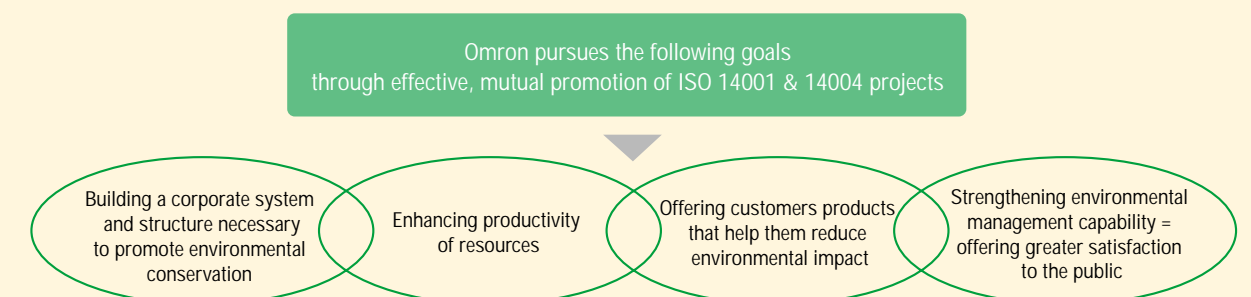 Omron pursues the following goals
through effective, mutual promotion of ISO 14001 & 14004 projects
Building a corporate system
and structure necessary
to promote environmental
conservation
Enhancing productivity
of resources
Offering customers products
that help them reduce
environmental impact
Strengthening environmental
management capability =
offering greater satisfaction
to the public